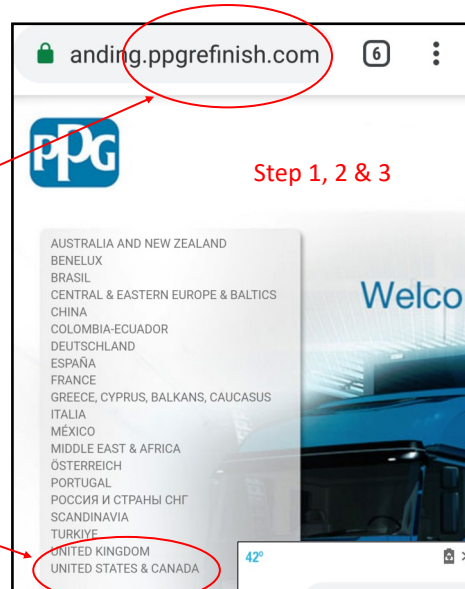 anding.ppgrefinish.com
6
PPG
Step 1, 2 & 3
AUSTRALIA AND NEW ZEALAND
BENELUX
BRASIL
CENTRAL & EASTERN EUROPE & BALTICS
CHINA
COLOMBIA-ECUADOR
DEUTSCHLAND
ESPAÑA
FRANCE
GREECE, CYPRUS, BALKANS, CAUCASUS
ITALIA
MÉXICO
MIDDLE EAST & AFRICA
ÖSTERREICH
PORTUGAL
РОССИЯ И СТРАНЫ СНГ
SCANDINAVIA
TURKIYE
UNITED KINGDOM
UNITED STATES & CANADA
Welco
42°